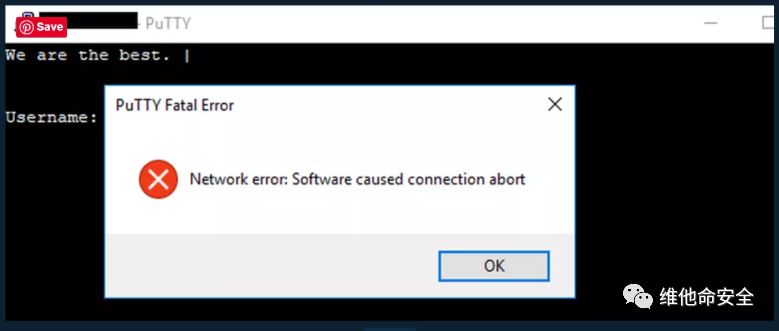 Save
- PuTTY
We are the best. |
Username:
PuTTY Fatal Error
Network error: Software caused connection abort
OK
维他命安全